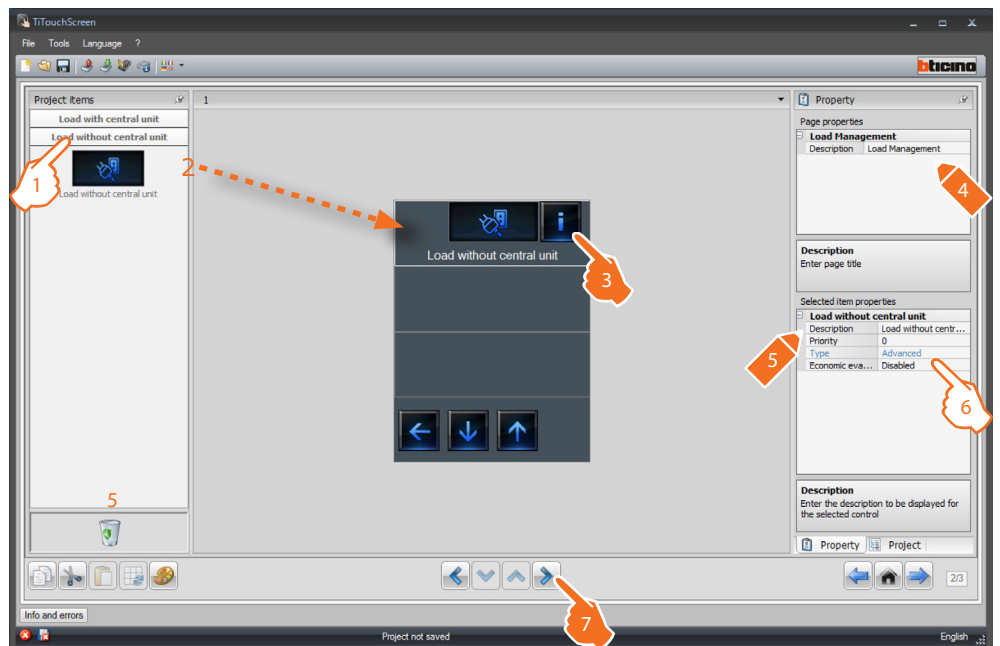 TiTouchScreen
File Tools Language ?
bticino
Project items
Load with central unit
Load without central unit
Load without central unit
1
2
5
1
Load without central unit
i
3
Property
Page properties
Load Management
Description Load Management
4
Description
Enter page title
Selected item properties
Load without central unit
Description Load without centr...
Priority 0
Type Advanced
Economic eva... Disabled
5
6
Description
Enter the description to be displayed for
the selected control
Property Project
7
2/3
Info and errors
Project not saved
English